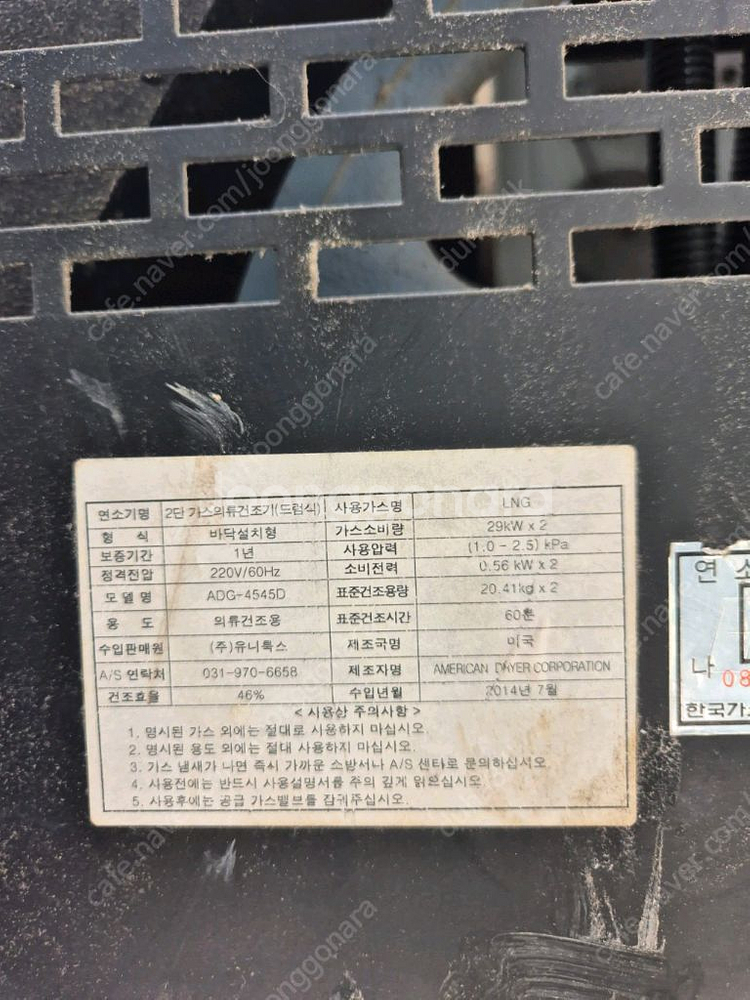 연소기명 2단 가스의류건조기(드럼식) 사용가스명 LNG
형 식 바닥설치형 가스소비량 29kW x 2
보증기간 1년 사용압력 (1.0 - 2.5) kPa
정격전압 220V/60Hz 소비전력 0.56 kW x 2
모 델 명 ADG-4545D 표준건조용량 20.41kg x 2
용 도 의류건조용 표준건조시간 60분
수입판매원 (주)유니툭스 제조국명 미국
A/S 연락처 031-970-6658 제조자명 AMERICAN DRYER CORPORATION
건조효율 46% 수입년월 2014년 7월
< 사용상 주의사항 >
1. 명시된 가스 외에는 절대로 사용하지 마십시오.
2. 명시된 용도 외에는 절대 사용하지 마십시오.
3. 가스 냄새가 나면 즉시 가까운 소방서나 A/S 센타로 문의하십시오
4. 사용전에는 반드시 사용설명서를 주의 깊게 읽으십시오
5. 사용후에는 공급 가스밸브를 잠궈주십시오.
연 소
나 08
한국가
cafe.naver.com/joonggonara